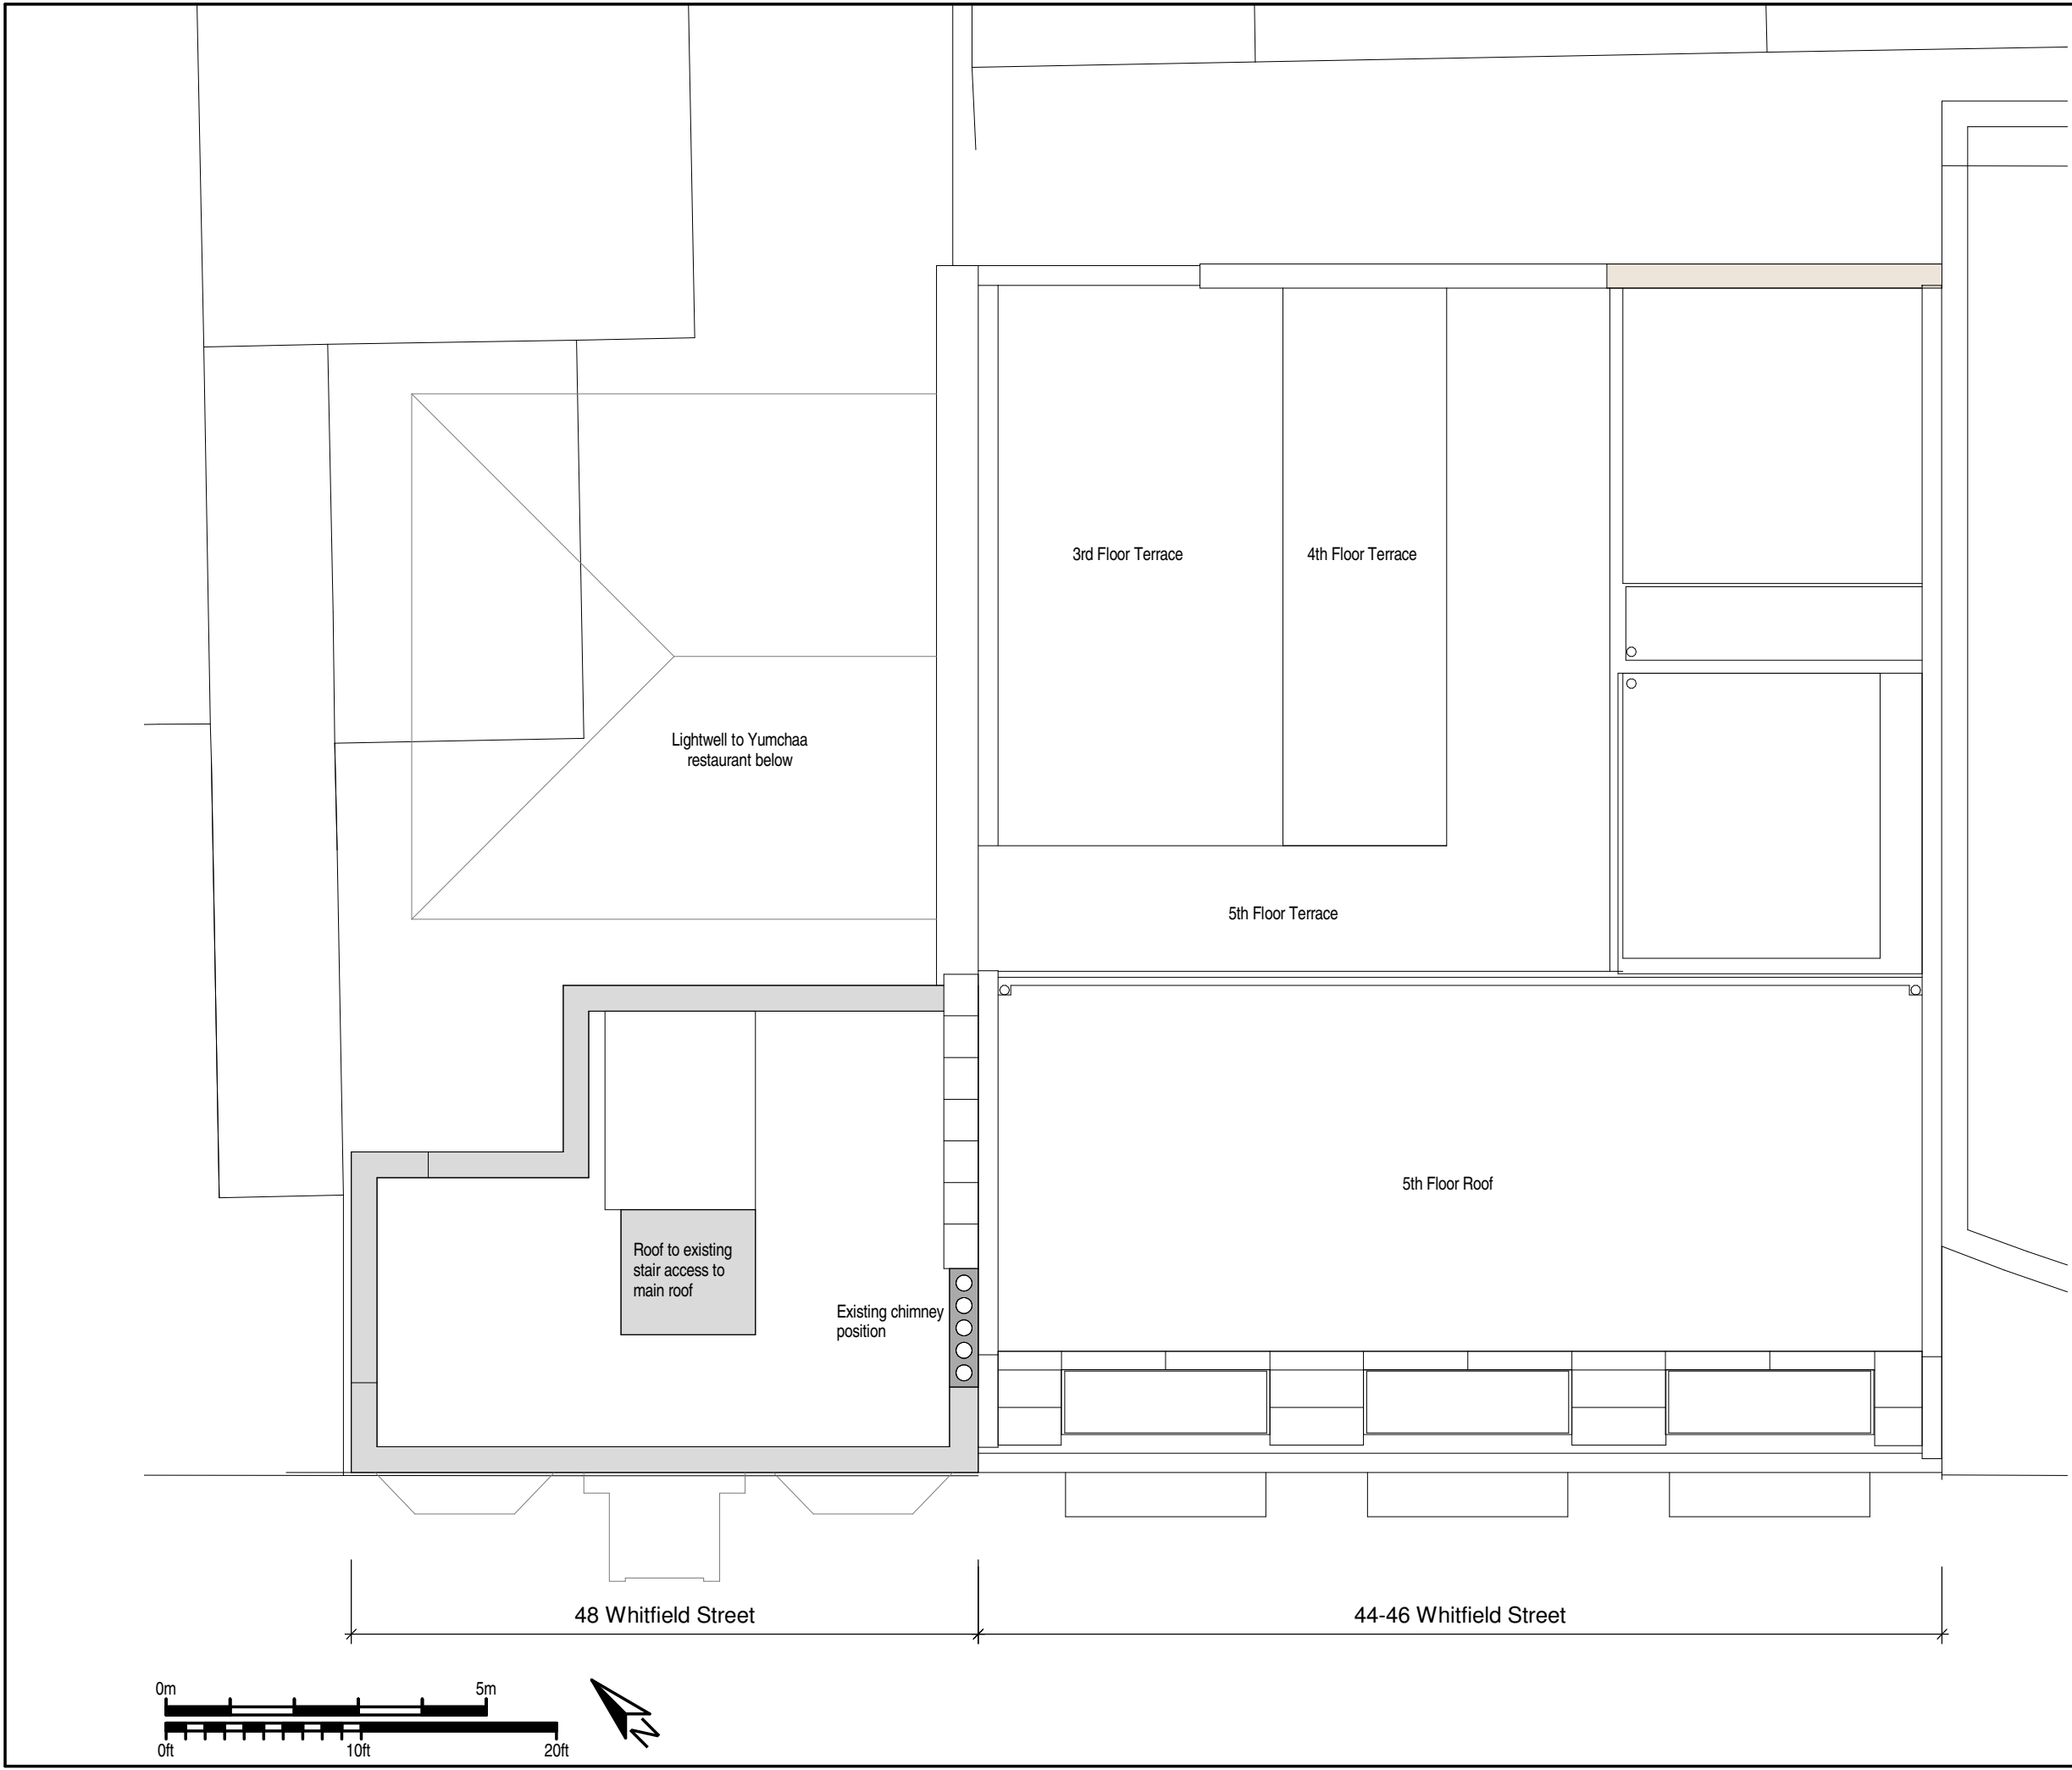 3rd Floor Terrace
4th Floor Terrace
Lightwell to Yumchaa
restaurant below
5th Floor Terrace
5th Floor Roof
Roof to existing
stair access to
main roof
Existing chimney
position
48 Whitfield Street
44-46 Whitfield Street
0m
5m
0ft
10ft
20ft
N